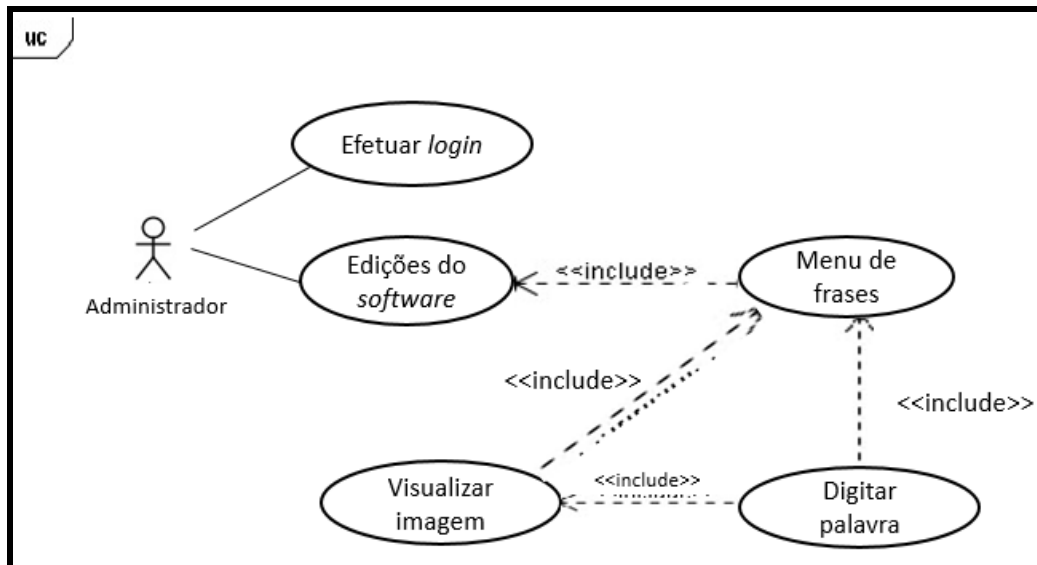 uc
Efetuar login
Edições do
software
Administrador
<<include>>
Menu de
frases
<<include>>
<<include>>
Visualizar
imagem
<<include>>
Digitar
palavra